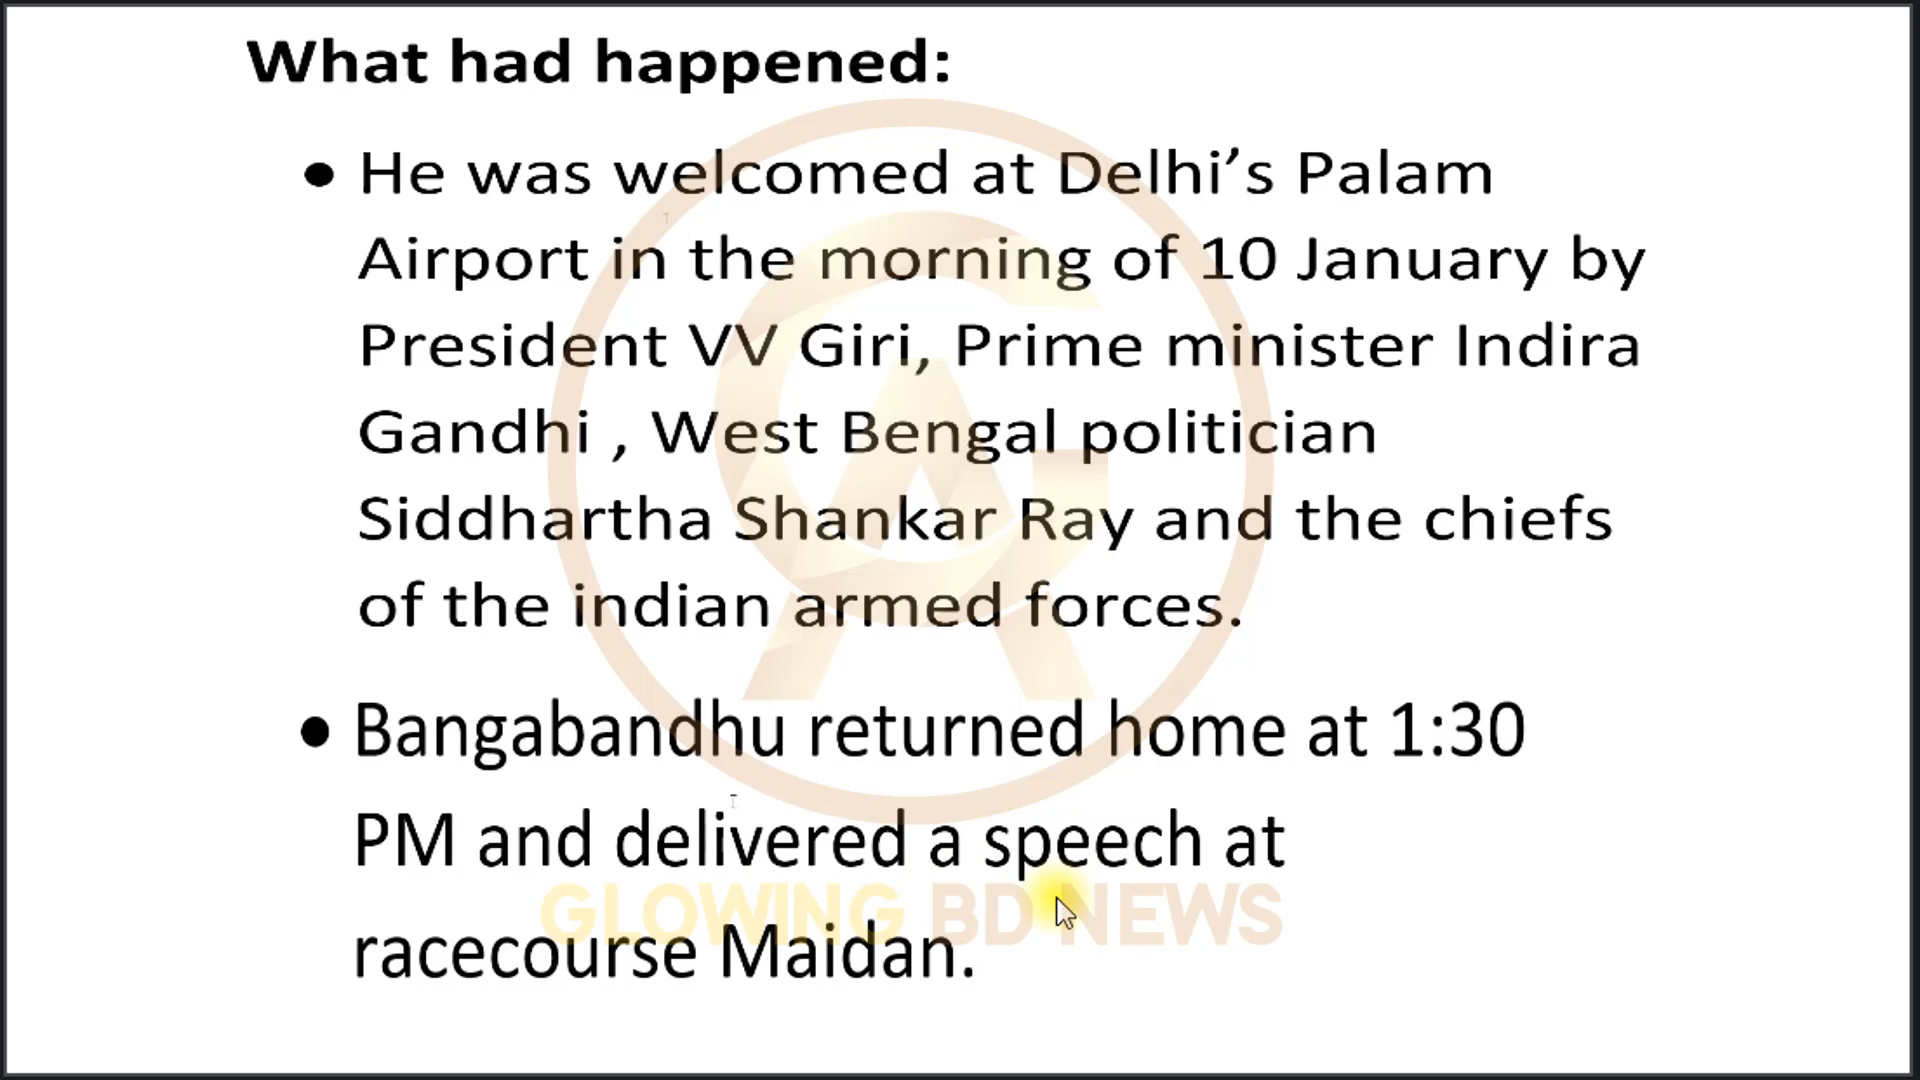 What had happened:
• He was welcomed at Delhi’s Palam
Airport in the morning of 10 January by
President VV Giri, Prime minister Indira
Gandhi , West Bengal politician
Siddhartha Shankar Ray and the chiefs
of the indian armed forces.
• Bangabandhu returned home at 1:30
PM and delivered a speech at
GLOWING BD NEWS
racecourse Maidan.